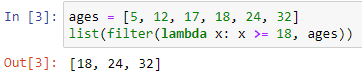 In [3]: ages = [5, 12, 17, 18, 24, 32]
list(filter(lambda x: x >= 18, ages))
Out[3]: [18, 24, 32]